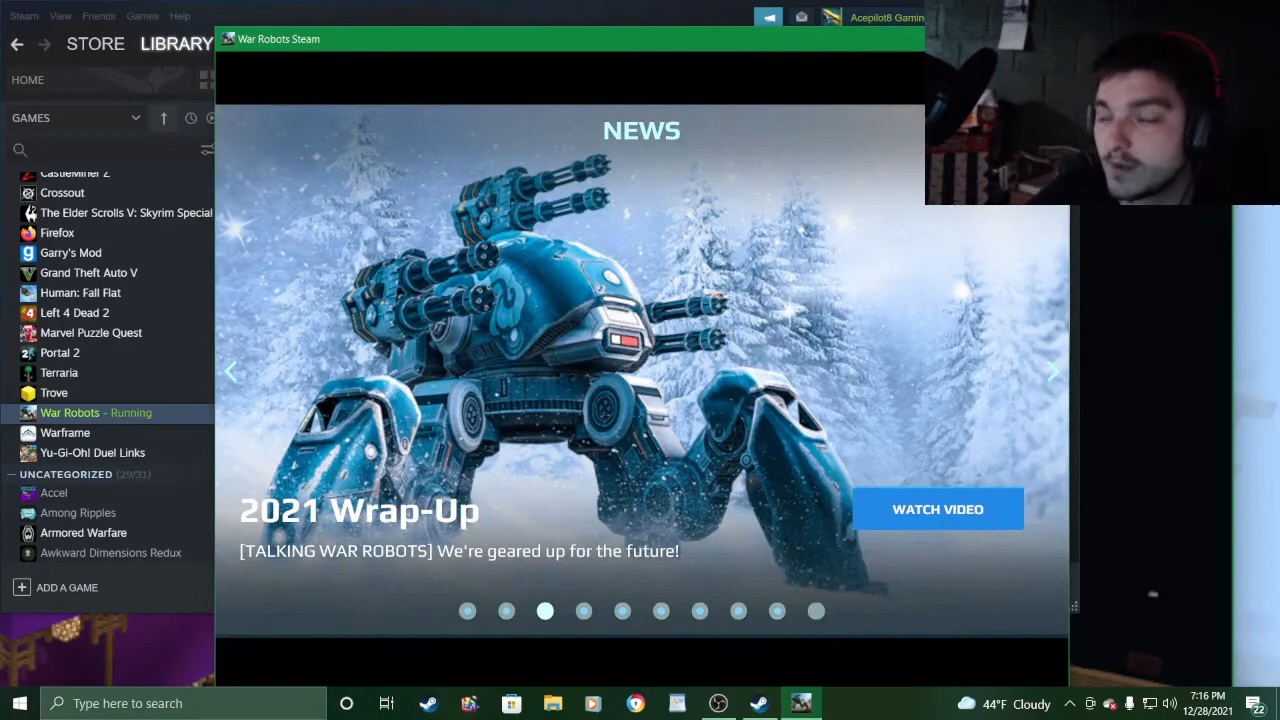 Steam View Friends Games Help
Acepilot8 Gamin
STORE LIBRARY
War Robots Steam
HOME
GAMES
NEWS
CastleMiner Z
Crossout
The Elder Scrolls V: Skyrim Special
Firefox
Garry's Mod
Grand Theft Auto V
Human: Fall Flat
Left 4 Dead 2
Marvel Puzzle Quest
Portal 2
Terraria
Trove
War Robots - Running
Warframe
Yu-Gi-Oh! Duel Links
— UNCATEGORIZED (29/31)
Accel
Among Ripples
Armored Warfare
Awkward Dimensions Redux
ADD A GAME
2021 Wrap-Up
[TALKING WAR ROBOTS] We're geared up for the future!
WATCH VIDEO
Type here to search
44°F Cloudy
7:16 PM
12/28/2021
22